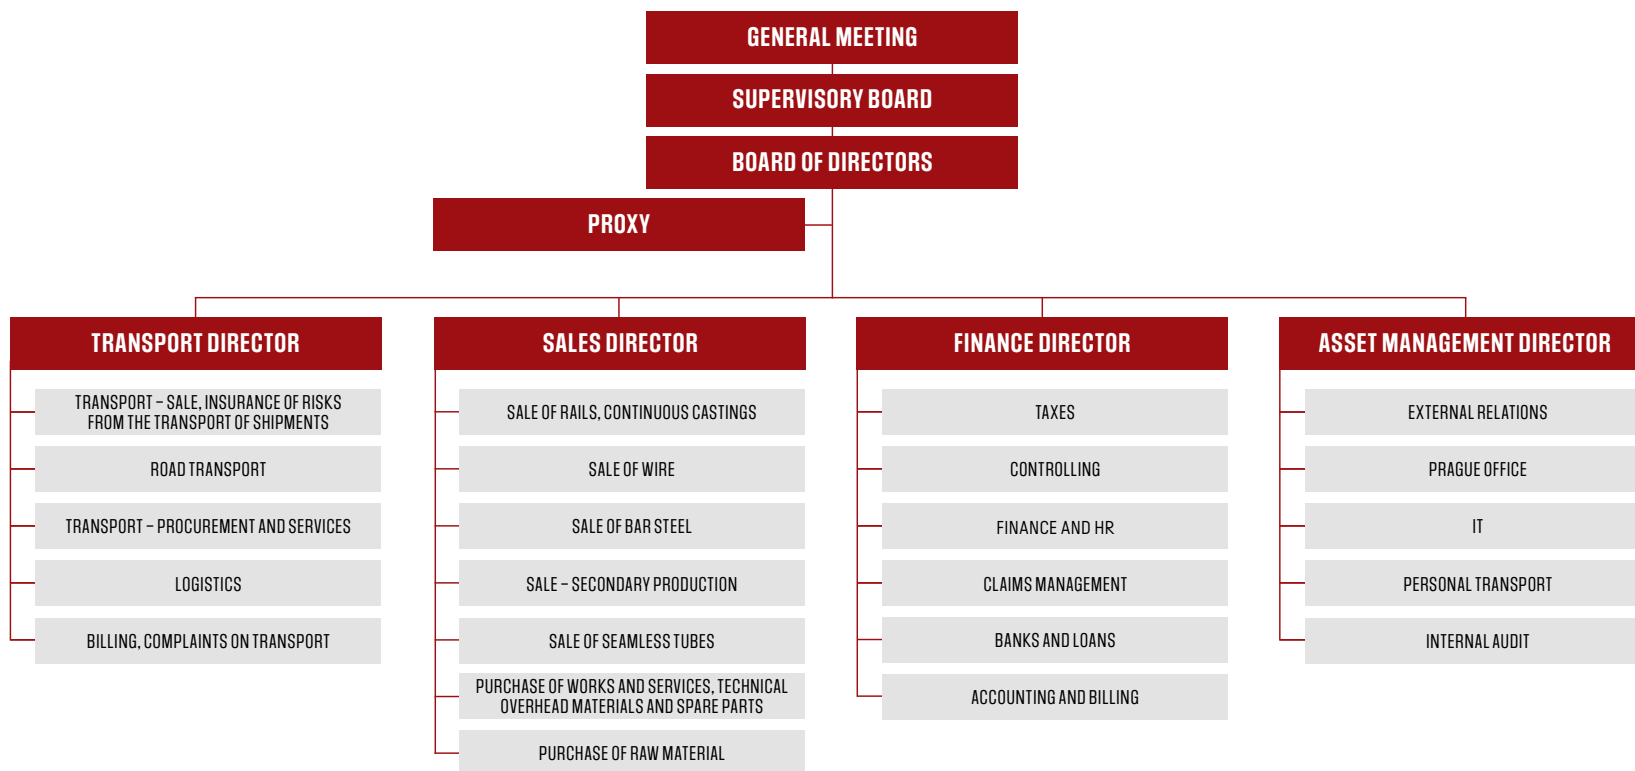 GENERAL MEETING
SUPERVISORY BOARD
BOARD OF DIRECTORS
PROXY
TRANSPORT DIRECTOR
TRANSPORT – SALE, INSURANCE OF RISKS
FROM THE TRANSPORT OF SHIPMENTS
ROAD TRANSPORT
TRANSPORT – PROCUREMENT AND SERVICES
LOGISTICS
BILLING, COMPLAINTS ON TRANSPORT
SALES DIRECTOR
SALE OF RAILS, CONTINUOUS CASTINGS
SALE OF WIRE
SALE OF BAR STEEL
SALE – SECONDARY PRODUCTION
SALE OF SEAMLESS TUBES
PURCHASE OF WORKS AND SERVICES, TECHNICAL
OVERHEAD MATERIALS AND SPARE PARTS
PURCHASE OF RAW MATERIAL
FINANCE DIRECTOR
TAXES
CONTROLLING
FINANCE AND HR
CLAIMS MANAGEMENT
BANKS AND LOANS
ACCOUNTING AND BILLING
ASSET MANAGEMENT DIRECTOR
EXTERNAL RELATIONS
PRAGUE OFFICE
IT
PERSONAL TRANSPORT
INTERNAL AUDIT